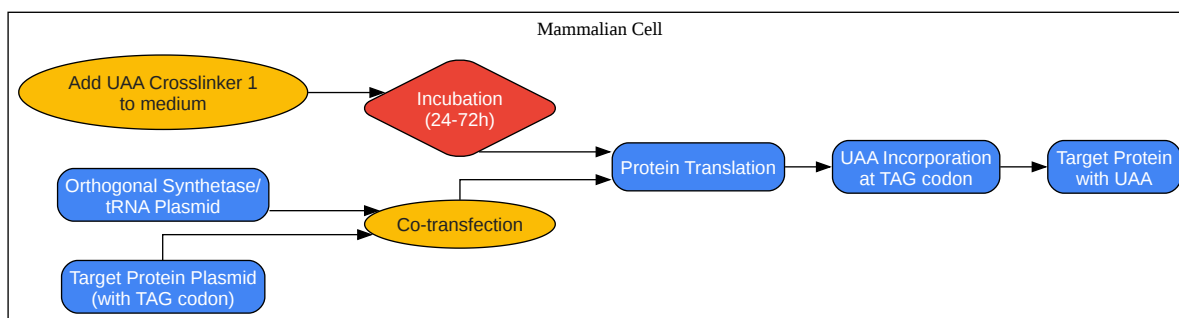 Mammalian Cell
Add UAA Crosslinker 1
to medium
Incubation
(24-72h)
Protein Translation
UAA Incorporation
at TAG codon
Target Protein
with UAA
Orthogonal Synthetase/
tRNA Plasmid
Co-transfection
Target Protein Plasmid
(with TAG codon)